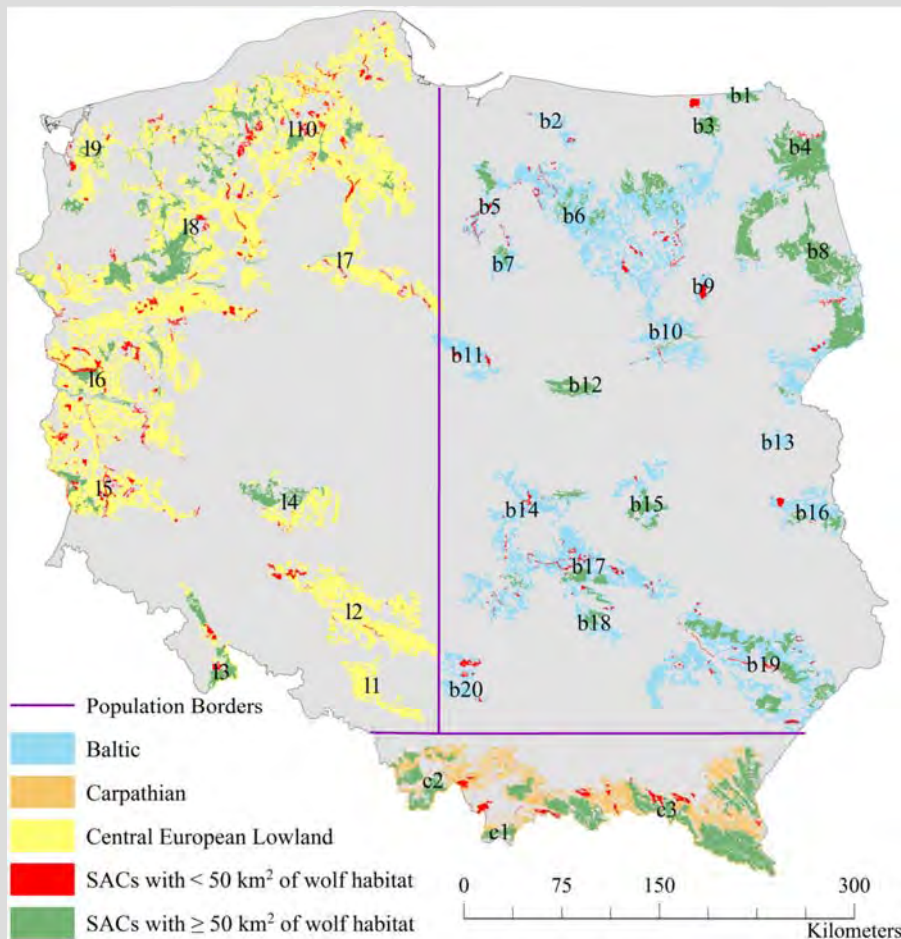 b1
b2
b3
l9
l10
b4
b5
b6
l8
b7
b8
l7
b9
b10
b11
l6
b12
b13
l5
l4
b14
b15
b16
b17
l2
b18
b19
l3
l1
b20
Population Borders
Baltic
c2
Carpathian
c3
c1
Central European Lowland
SACs with < 50 km² of wolf habitat
0 75 150 300
SACs with ≥ 50 km² of wolf habitat
Kilometers